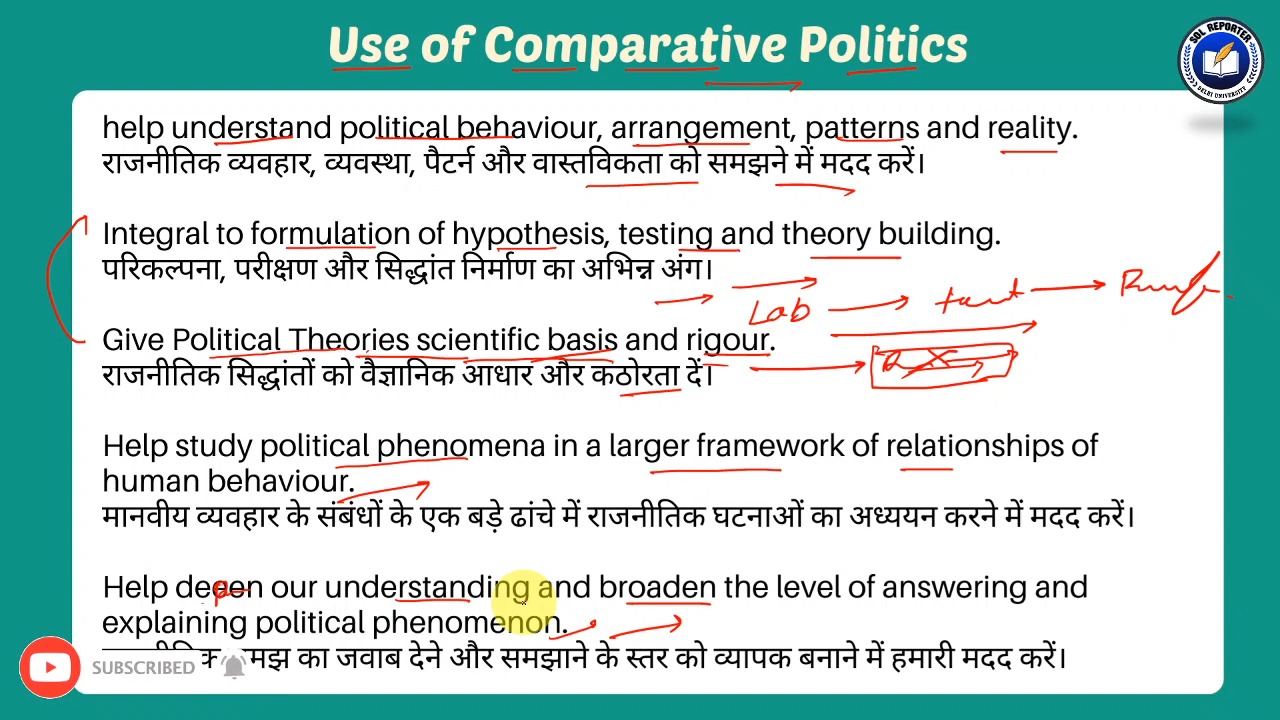 Use of Comparative Politics
SOL REPORTER
DELHI UNIVERSITY
help understand political behaviour, arrangement, patterns and reality.
राजनीतिक व्यवहार, व्यवस्था, पैटर्न और वास्तविकता को समझने में मदद करें।
Integral to formulation of hypothesis, testing and theory building.
परिकल्पना, परीक्षण और सिद्धांत निर्माण का अभिन्न अंग।
Lab
Give Political Theories scientific basis and rigour.
राजनीतिक सिद्धांतों को वैज्ञानिक आधार और कठोरता दें।
Help study political phenomena in a larger framework of relationships of
human behaviour.
मानवीय व्यवहार के संबंधों के एक बड़े ढांचे में राजनीतिक घटनाओं का अध्ययन करने में मदद करें।
Help deepen our understanding and broaden the level of answering and
explaining political phenomenon.
का जवाब देने और समझाने के स्तर को व्यापक बनाने में हमारी मदद करें।
SUBSCRIBED